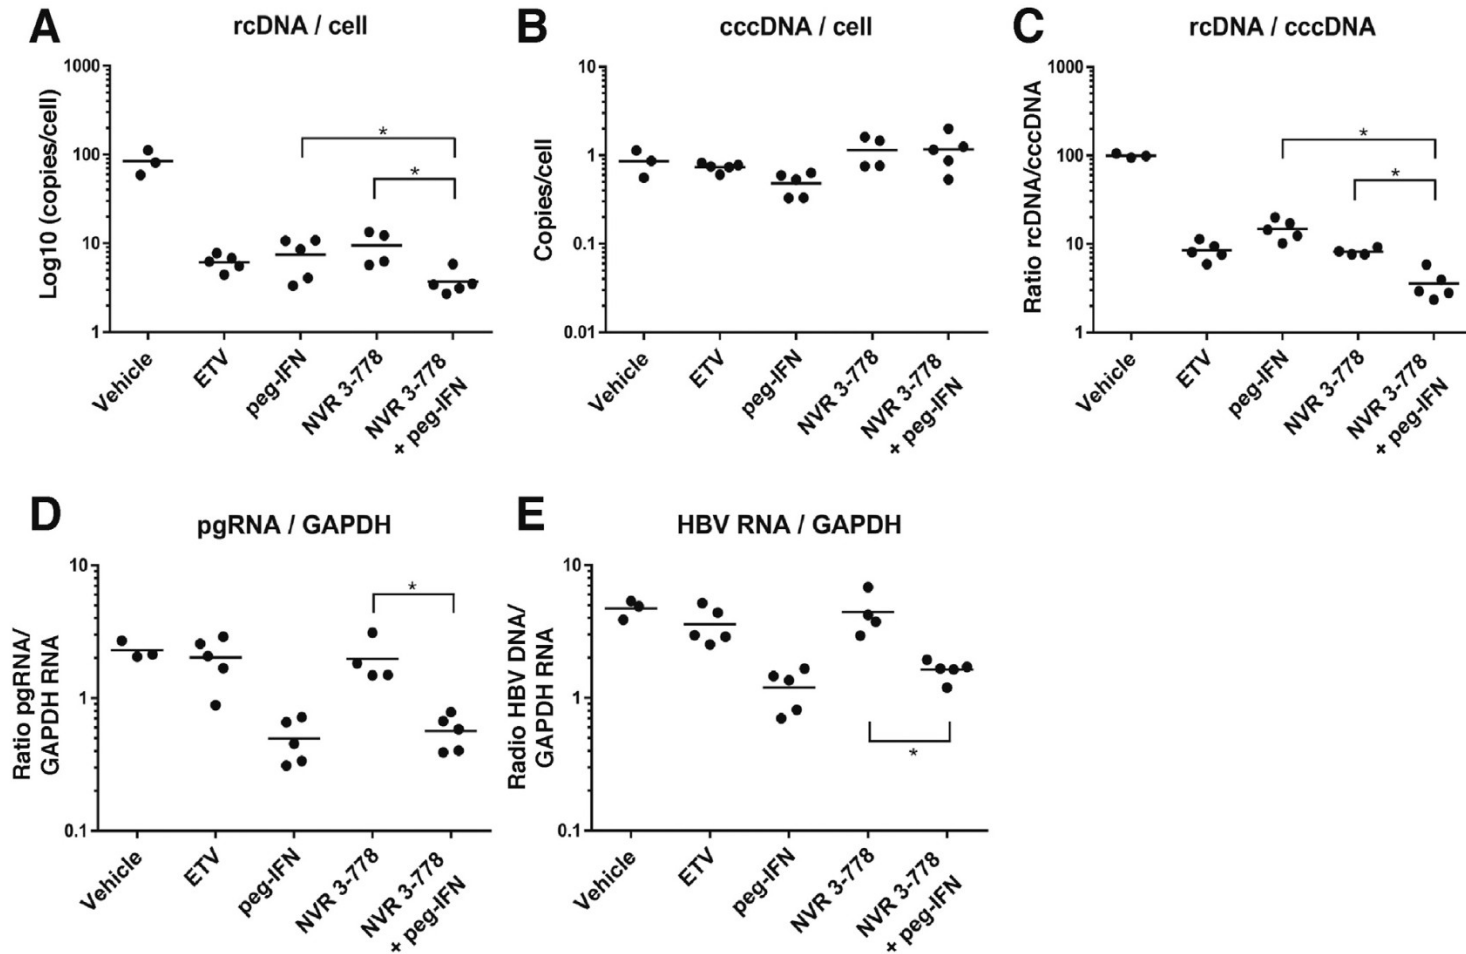 A
rcDNA / cell
Log10 (copies/cell)
1000
100
10
1
*
*
Vehicle
ETV
peg-IFN
NVR 3-778
NVR 3-778
+ peg-IFN
B
cccDNA / cell
Copies/cell
10
1
0.1
0.01
Vehicle
ETV
peg-IFN
NVR 3-778
NVR 3-778
+ peg-IFN
C
rcDNA / cccDNA
Ratio rcDNA/cccDNA
1000
100
10
1
*
*
Vehicle
ETV
peg-IFN
NVR 3-778
NVR 3-778
+ peg-IFN
D
pgRNA / GAPDH
Ratio pgRNA/
GAPDH RNA
10
1
0.1
*
Vehicle
ETV
peg-IFN
NVR 3-778
NVR 3-778
+ peg-IFN
E
HBV RNA / GAPDH
Radio HBV DNA/
GAPDH RNA
10
1
0.1
*
Vehicle
ETV
peg-IFN
NVR 3-778
NVR 3-778
+ peg-IFN